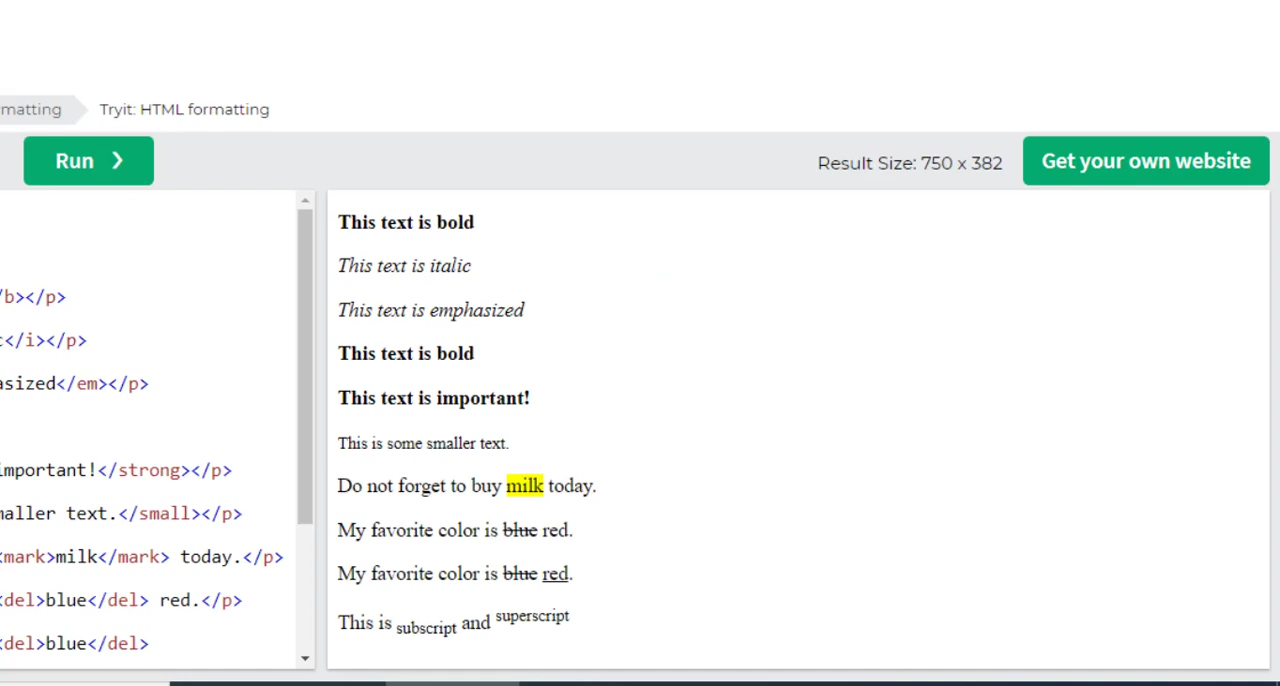 rmatting Tryit: HTML formatting
Run ❯ Result Size: 750 x 382 Get your own website
/b></p>
c</i></p>
asized</em></p>
important!</strong></p>
maller text.</small></p>
<mark>milk</mark> today.</p>
<del>blue</del> red.</p>
<del>blue</del>
This text is bold
This text is italic
This text is emphasized
This text is bold
This text is important!
This is some smaller text.
Do not forget to buy milk today.
My favorite color is blue red.
My favorite color is blue red.
This is subscript and superscript